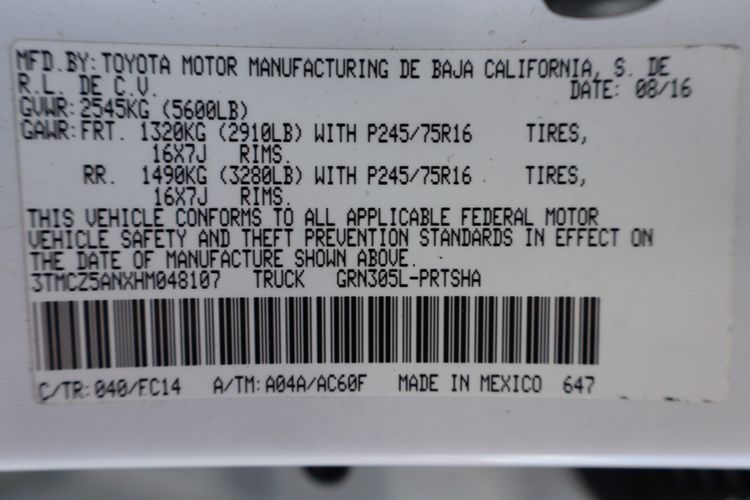 MFD.BY:TOYOTA MOTOR MANUFACTURING DE BAJA CALIFORNIA, S. DE
R.L. DE C.V. DATE: 08/16
GVWR:2545KG (5600LB)
GAWR:FRT. 1320KG (2910LB) WITH P245/75R16 TIRES,
16X7J RIMS.
RR. 1490KG (3280LB) WITH P245/75R16 TIRES,
16X7J RIMS.
THIS VEHICLE CONFORMS TO ALL APPLICABLE FEDERAL MOTOR
VEHICLE SAFETY AND THEFT PREVENTION STANDARDS IN EFFECT ON
THE DATE OF MANUFACTURE SHOWN ABOVE.
3TMCZ5ANXHM048107 TRUCK GRN305L-PRTSHA
C/TR:040/FC14 A/TM:A04A/AC60F MADE IN MEXICO 647